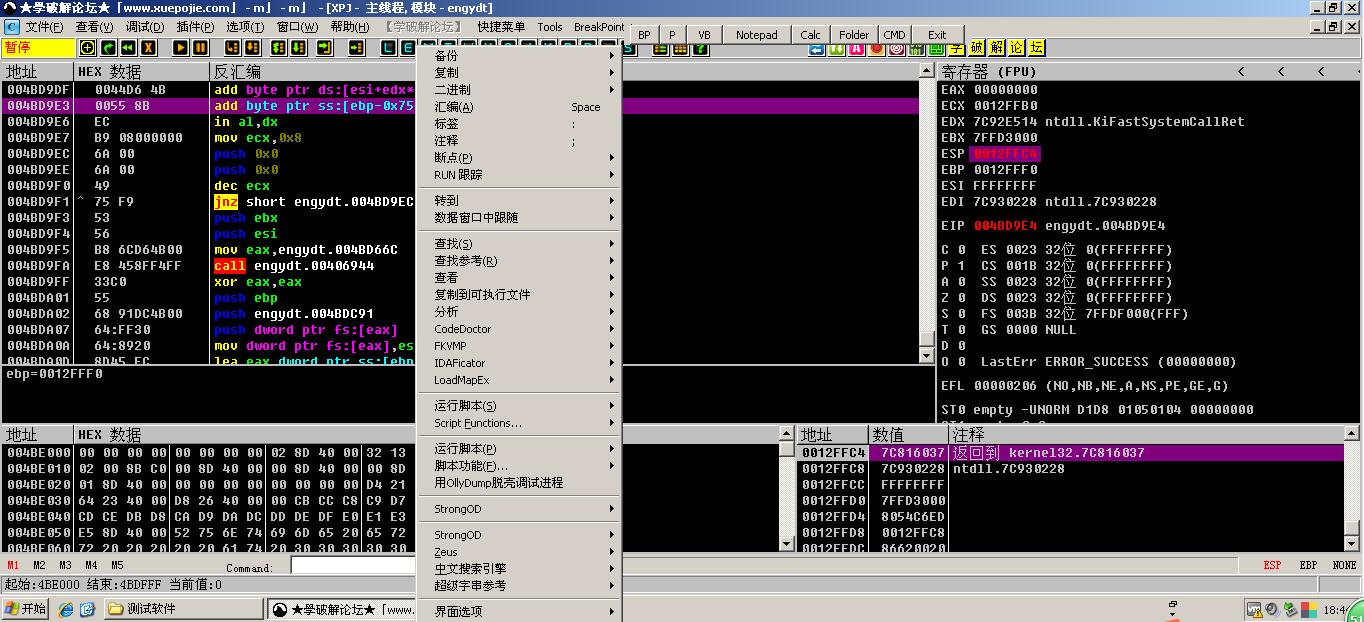 ★学破解论坛★「www.xuepojie.com」 - m」 - m」 - [XPJ - 主线程, 模块 - engydt]
文件(F) 查看(V) 调试(D) 插件(P) 选项(T) 窗口(W) 帮助(H) 【学破解论坛】 快捷菜单 Tools BreakPoint
BP P VB Notepad Calc Folder CMD Exit
暂停 L E 字 破 解 论 坛
地址 HEX 数据 反汇编
004BD9DF 0044D6 4B add byte ptr ds:[esi+edx*
004BD9E3 0055 8B add byte ptr ss:[ebp-0x75
004BD9E6 EC in al,dx
004BD9E7 B9 08000000 mov ecx,0x8
004BD9EC 6A 00 push 0x0
004BD9EE 6A 00 push 0x0
004BD9F0 49 dec ecx
004BD9F1 ^ 75 F9 jnz short engydt.004BD9EC
004BD9F3 53 push ebx
004BD9F4 56 push esi
004BD9F5 B8 6CD64B00 mov eax,engydt.004BD66C
004BD9FA E8 458FF4FF call engydt.00406944
004BD9FF 33C0 xor eax,eax
004BDA01 55 push ebp
004BDA02 68 91DC4B00 push engydt.004BDC91
004BDA07 64:FF30 push dword ptr fs:[eax]
004BDA0A 64:8920 mov dword ptr fs:[eax],es
004BDA0D 8D45 EC lea eax dword ptr ss:[ebp
ebp=0012FFF0
备份
复制
二进制
汇编(A) Space
标签 :
注释 ;
断点(P)
RUN 跟踪
转到
数据窗口中跟随
查找(S)
查找参考(R)
查看
复制到可执行文件
分析
CodeDoctor
FKVMP
IDAFicator
LoadMapEx
运行脚本(S)
Script Functions...
运行脚本(P)
脚本功能(F)...
用OllyDump脱壳调试进程
StrongOD
StrongOD
Zeus
中文搜索引擎
超级字串参考
界面选项
寄存器 (FPU) < < <
EAX 00000000
ECX 0012FFB0
EDX 7C92E514 ntdll.KiFastSystemCallRet
EBX 7FFD3000
ESP 0012FFC4
EBP 0012FFF0
ESI FFFFFFFF
EDI 7C930228 ntdll.7C930228
EIP 004BD9E4 engydt.004BD9E4
C 0 ES 0023 32位 0(FFFFFFFF)
P 1 CS 001B 32位 0(FFFFFFFF)
A 0 SS 0023 32位 0(FFFFFFFF)
Z 0 DS 0023 32位 0(FFFFFFFF)
S 0 FS 003B 32位 7FFDF000(FFF)
T 0 GS 0000 NULL
D 0
O 0 LastErr ERROR_SUCCESS (00000000)
EFL 00000206 (NO,NB,NE,A,NS,PE,GE,G)
ST0 empty -UNORM D1D8 01050104 00000000
地址 HEX 数据
004BE000 00 00 00 00 00 00 02 8D 40 00 32 13
004BE010 02 00 8B C0 00 8D 40 00 00 8D 40 00 00 8D
004BE020 01 8D 40 00 00 00 00 00 00 00 D4 21
004BE030 64 23 40 00 D8 26 40 00 00 CB CC C8 C9 D7
004BE040 CD CE DB D8 CA D9 DA DC DD DE DF E0 E1 E3
004BE050 E5 8D 40 00 52 75 6E 74 69 6D 65 20 65 72
004BE060 72 20 20 20 20 20 61 74 20 30 30 30 30 30
地址 数值 注释
0012FFC4 7C816037 返回到 kernel32.7C816037
0012FFC8 7C930228 ntdll.7C930228
0012FFCC FFFFFFFF
0012FFD0 7FFD3000
0012FFD4 8054C6ED
0012FFD8 0012FFC8
0012FFDC 86620020
M1 M2 M3 M4 M5 Command: ESP EBP NONE
起始:4BE000 结束:4BDFFF 当前值:0
开始 测试软件 ★学破解论坛★「www. 18:4